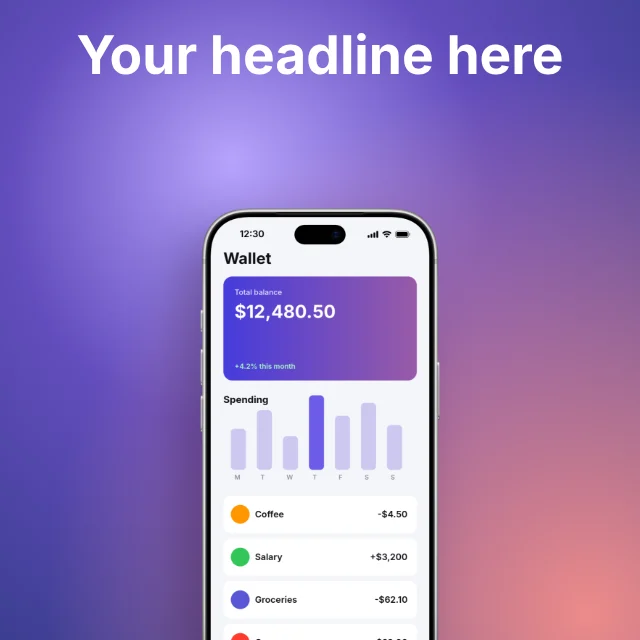 Your headline here
12:30
Wallet
Total balance
$12,480.50
+4.2% this month
Spending
M T W T F S S
Coffee -$4.50
Salary +$3,200
Groceries -$62.10